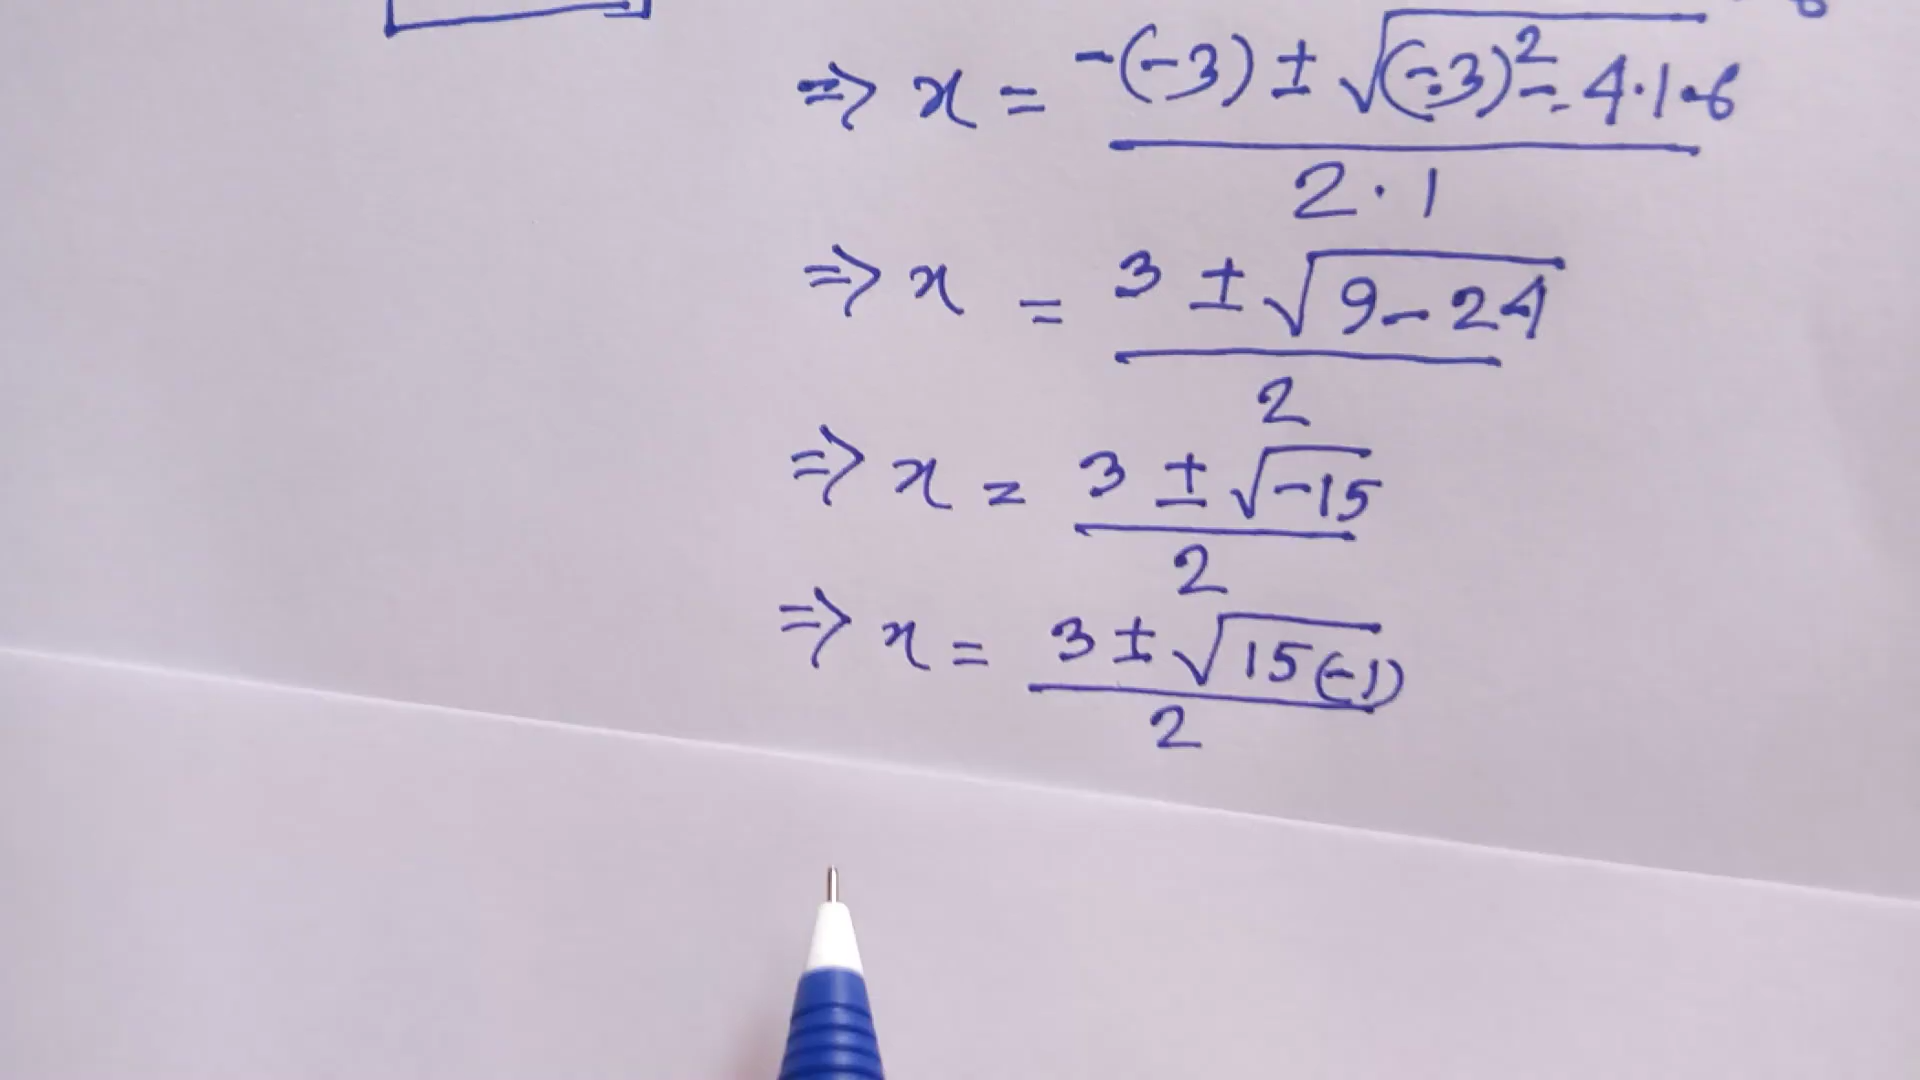 ⇒ x = -(-3) ± √(-3)² - 4·1·6 / 2·1
⇒ x = 3 ± √9-24 / 2
⇒ x = 3 ± √-15 / 2
⇒ x = 3 ± √15(-1) / 2